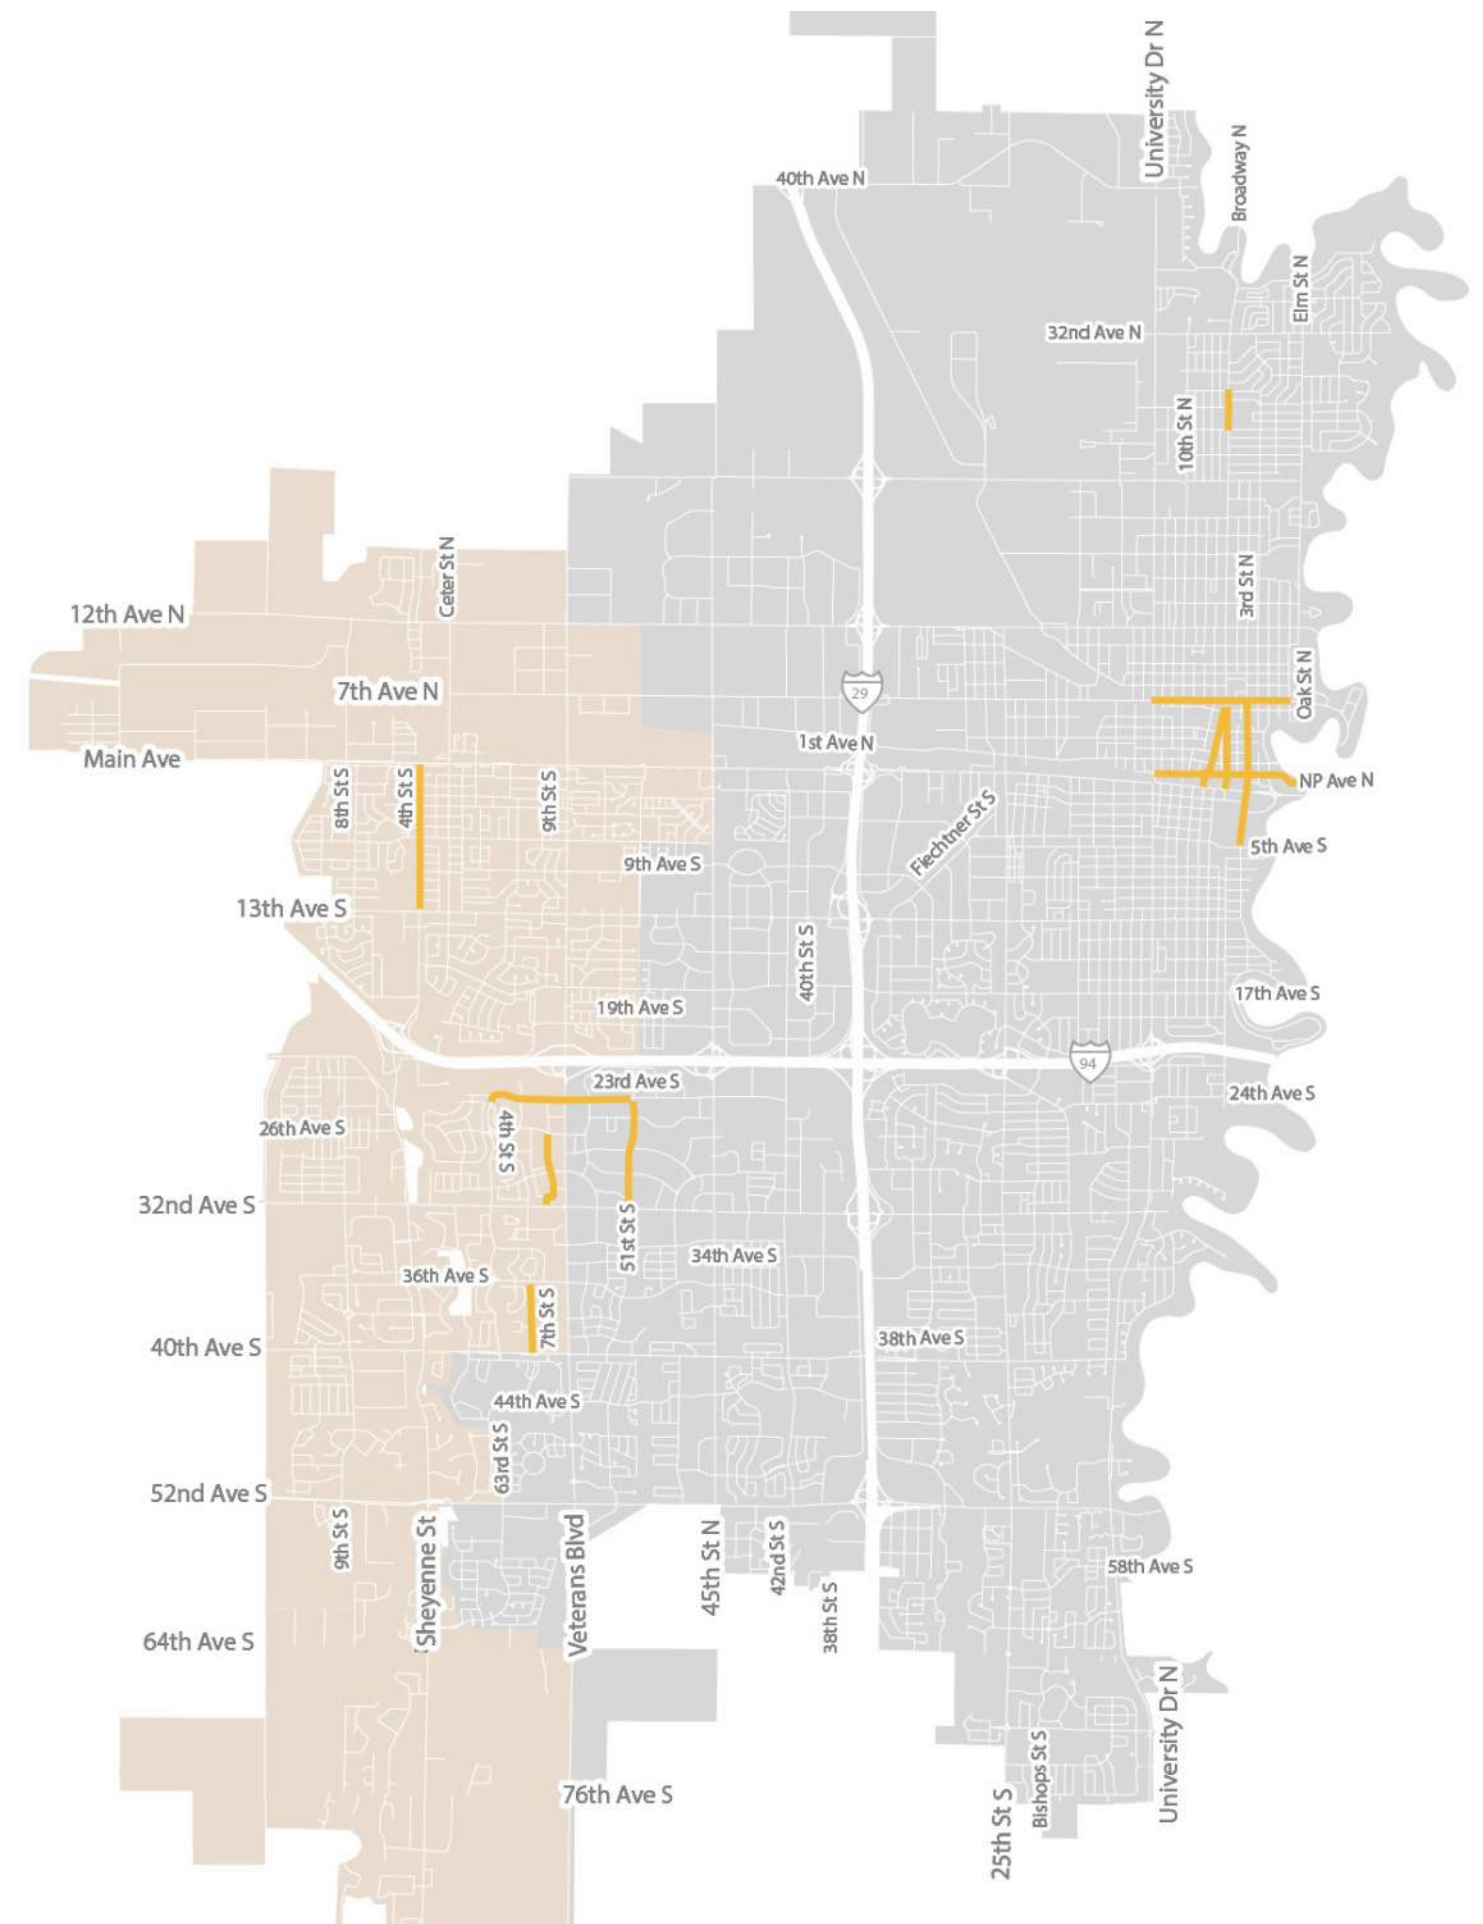 University Dr N
Broadway N
40th Ave N
Elm St N
32nd Ave N
10th St N
Ceter St N
3rd St N
12th Ave N
Oak St N
7th Ave N
29
1st Ave N
Main Ave
NP Ave N
8th St S
4th St S
9th St S
Fiechtner St S
5th Ave S
9th Ave S
13th Ave S
40th St S
17th Ave S
19th Ave S
94
23rd Ave S
24th Ave S
26th Ave S
4th St S
32nd Ave S
51st St S
34th Ave S
36th Ave S
7th St S
38th Ave S
40th Ave S
44th Ave S
63rd St S
52nd Ave S
9th St S
Sheyenne St
Veterans Blvd
45th St N
42nd St S
38th St S
58th Ave S
64th Ave S
University Dr N
Bishops St S
76th Ave S
25th St S